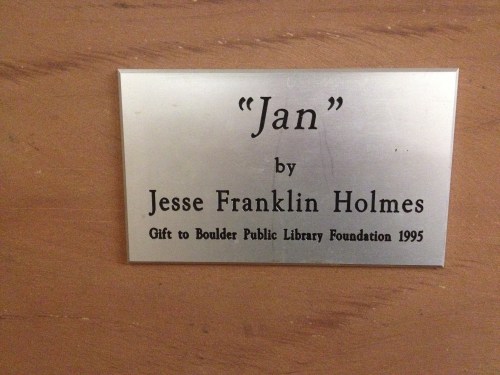 “Jan”
by
Jesse Franklin Holmes
Gift to Boulder Public Library Foundation 1995